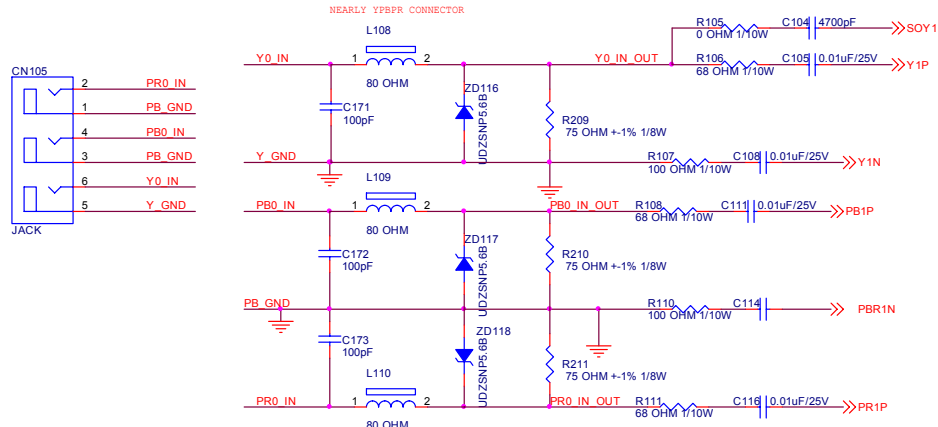 NEARLY YPBPR CONNECTOR
CN105
2 PR0_IN
1 PB_GND
4 PB0_IN
3 PB_GND
6 Y0_IN
5 Y_GND
JACK
L108
Y0_IN 1 2 Y0_IN_OUT
80 OHM
C171
100pF
ZD116
UDZSNP5.6B
R209
75 OHM +-1% 1/8W
R105
0 OHM 1/10W
C104 4700pF
SOY1
R106
68 OHM 1/10W
C105 0.01uF/25V
Y1P
Y_GND
R107
100 OHM 1/10W
C108 0.01uF/25V
Y1N
L109
PB0_IN 1 2 PB0_IN_OUT
80 OHM
R108
68 OHM 1/10W
C111 0.01uF/25V
PB1P
C172
100pF
ZD117
UDZSNP5.6B
R210
75 OHM +-1% 1/8W
PB_GND
R110
100 OHM 1/10W
C114
PBR1N
C173
100pF
ZD118
UDZSNP5.6B
R211
75 OHM +-1% 1/8W
L110
PR0_IN 1 2 PR0_IN_OUT
80 OHM
R111
68 OHM 1/10W
C116 0.01uF/25V
PR1P